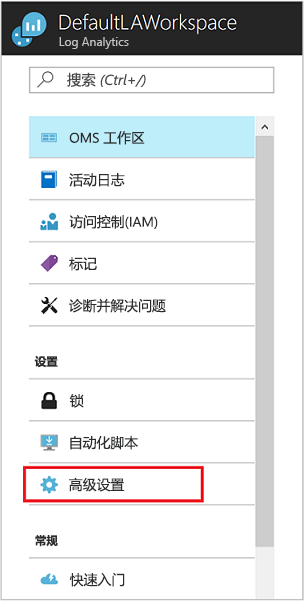 DefaultLAWorkspace
Log Analytics
搜索 (Ctrl+/)
OMS 工作区
活动日志
访问控制(IAM)
标记
诊断并解决问题
设置
锁
自动化脚本
高级设置
常规
快速入门